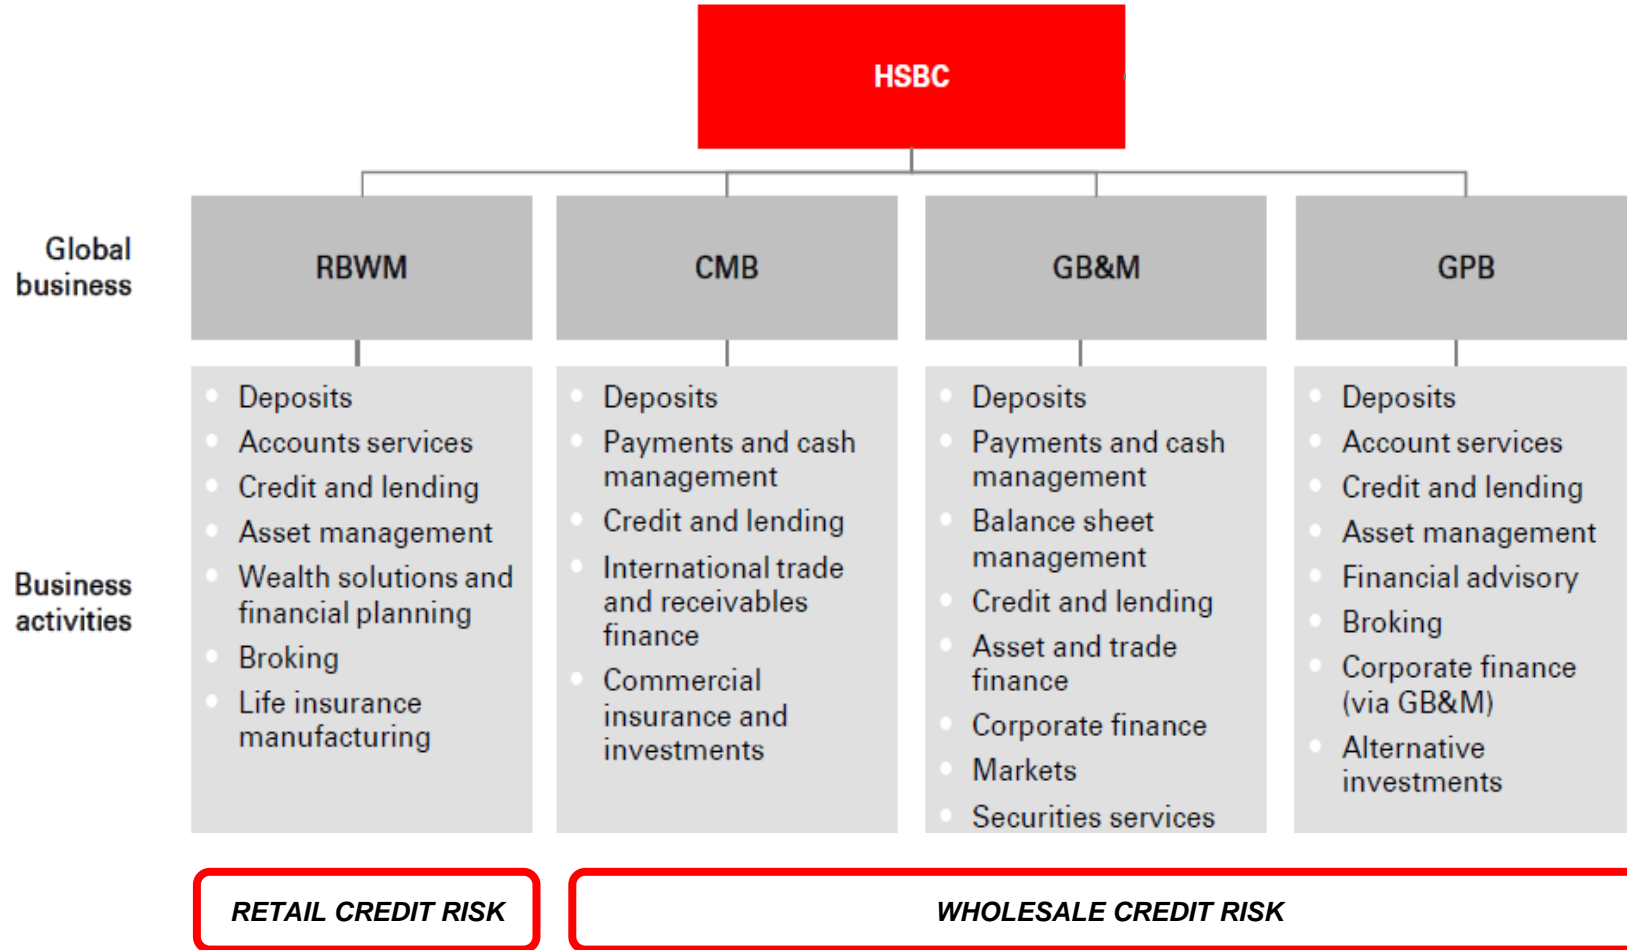 HSBC
Global
business
RBWM
CMB
GB&M
GPB
Business
activities
Deposits
Accounts services
Credit and lending
Asset management
Wealth solutions and
financial planning
Broking
Life insurance
manufacturing
Deposits
Payments and cash
management
Credit and lending
International trade
and receivables
finance
Commercial
insurance and
investments
Deposits
Payments and cash
management
Balance sheet
management
Credit and lending
Asset and trade
finance
Corporate finance
Markets
Securities services
Deposits
Account services
Credit and lending
Asset management
Financial advisory
Broking
Corporate finance
(via GB&M)
Alternative
investments
RETAIL CREDIT RISK
WHOLESALE CREDIT RISK